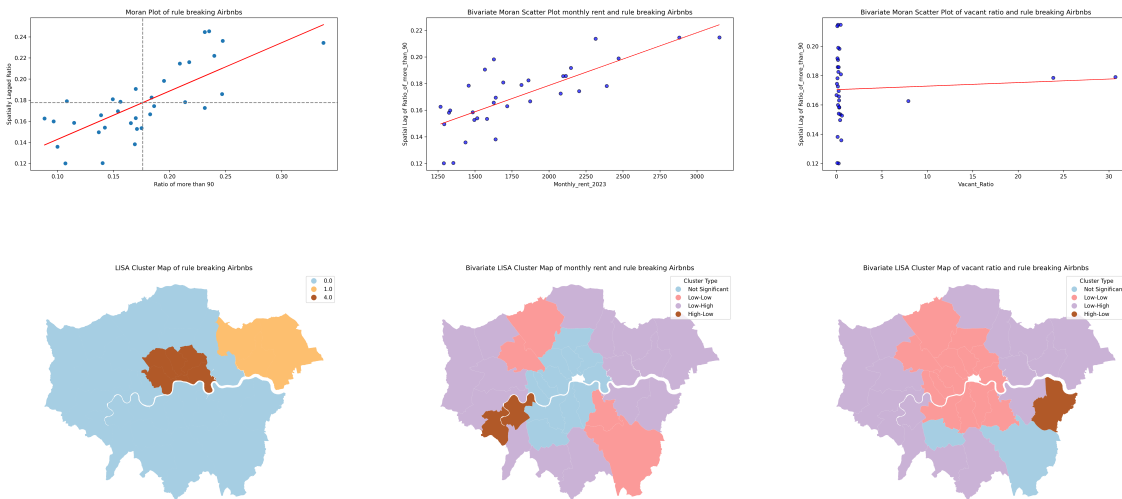 Moran Plot of rule breaking Airbnbs
Spatially Lagged Ratio
0.24
0.22
0.20
0.18
0.16
0.14
0.12
0.10 0.15 0.20 0.25 0.30
Ratio of more than 90
Bivariate Moran Scatter Plot monthly rent and rule breaking Airbnbs
Spatial Lag of Ratio_of_more_than_90
0.22
0.20
0.18
0.16
0.14
0.12
1250 1500 1750 2000 2250 2500 2750 3000
Monthly_rent_2023
Bivariate Moran Scatter Plot of vacant ratio and rule breaking Airbnbs
Spatial Lag of Ratio_of_more_than_90
0.20
0.18
0.16
0.14
0.12
0 5 10 15 20 25 30
Vacant_Ratio
LISA Cluster Map of rule breaking Airbnbs
0.0
1.0
4.0
Bivariate LISA Cluster Map of monthly rent and rule breaking Airbnbs
Cluster Type
Not Significant
Low-Low
Low-High
High-Low
Bivariate LISA Cluster Map of vacant ratio and rule breaking Airbnbs
Cluster Type
Not Significant
Low-Low
Low-High
High-Low